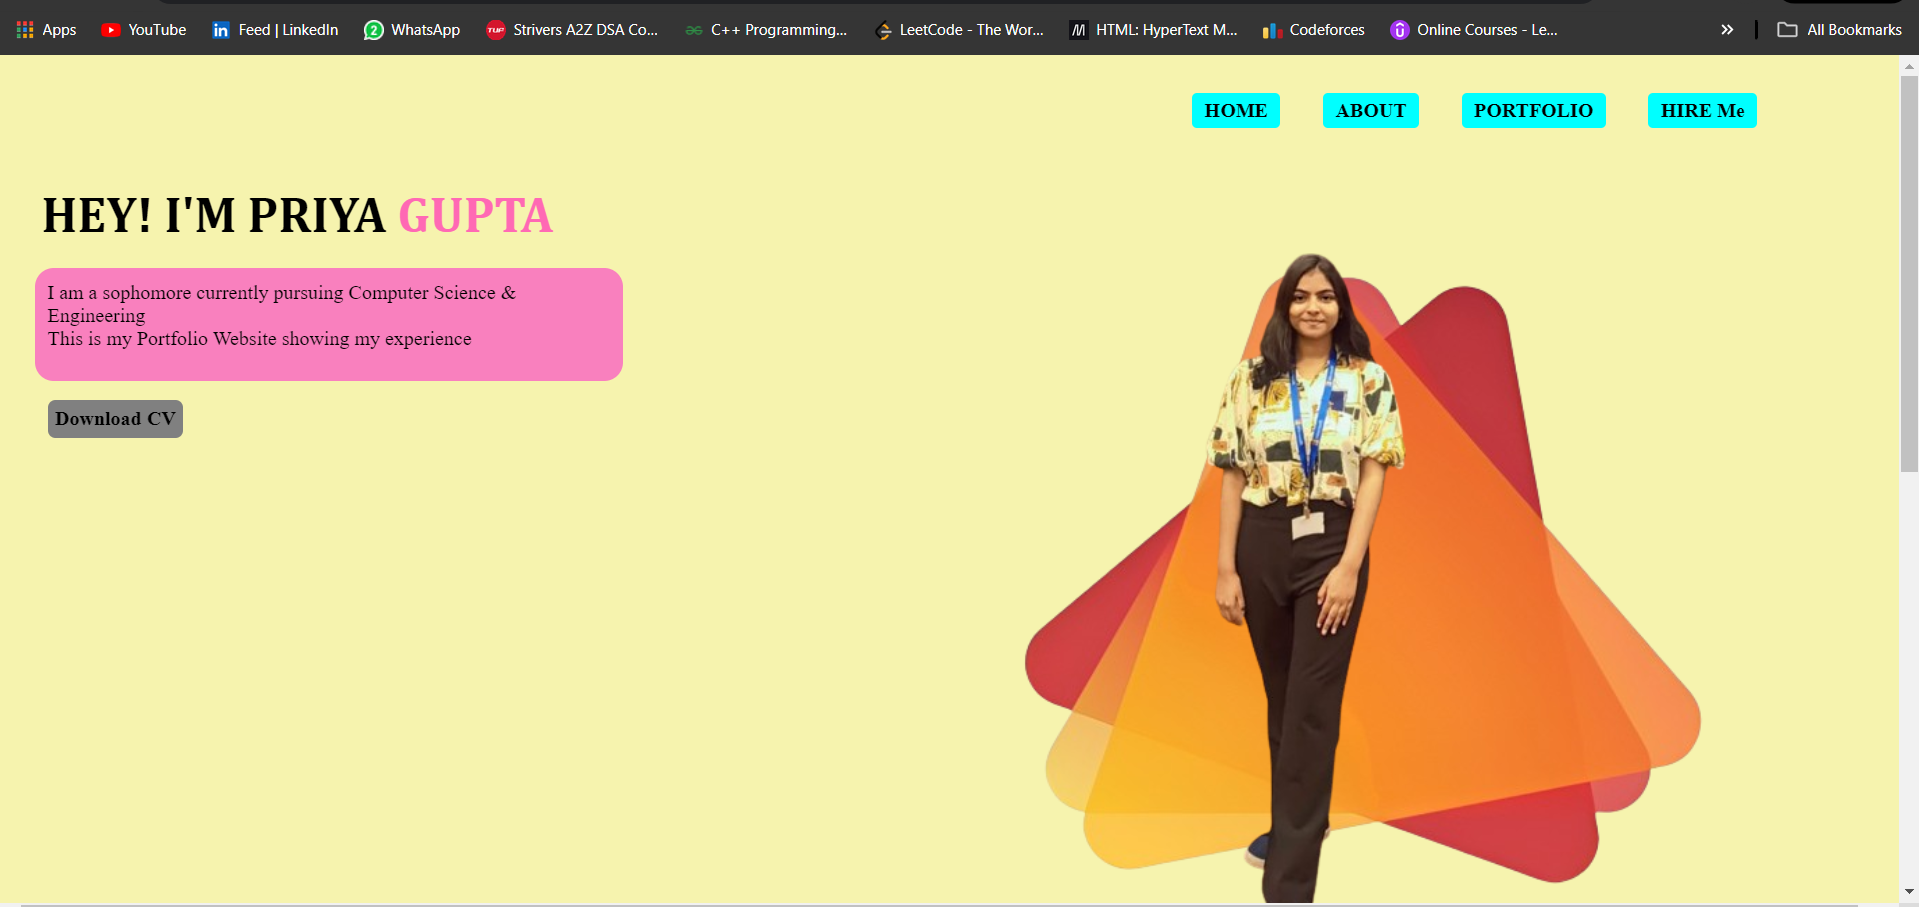 Apps YouTube Feed | LinkedIn 2 WhatsApp TUF Strivers A2Z DSA Co... C++ Programming... LeetCode - The Wor... M HTML: HyperText M... Codeforces Online Courses - Le... » All Bookmarks
HOME ABOUT PORTFOLIO HIRE Me
HEY! I'M PRIYA GUPTA
I am a sophomore currently pursuing Computer Science &
Engineering
This is my Portfolio Website showing my experience
Download CV